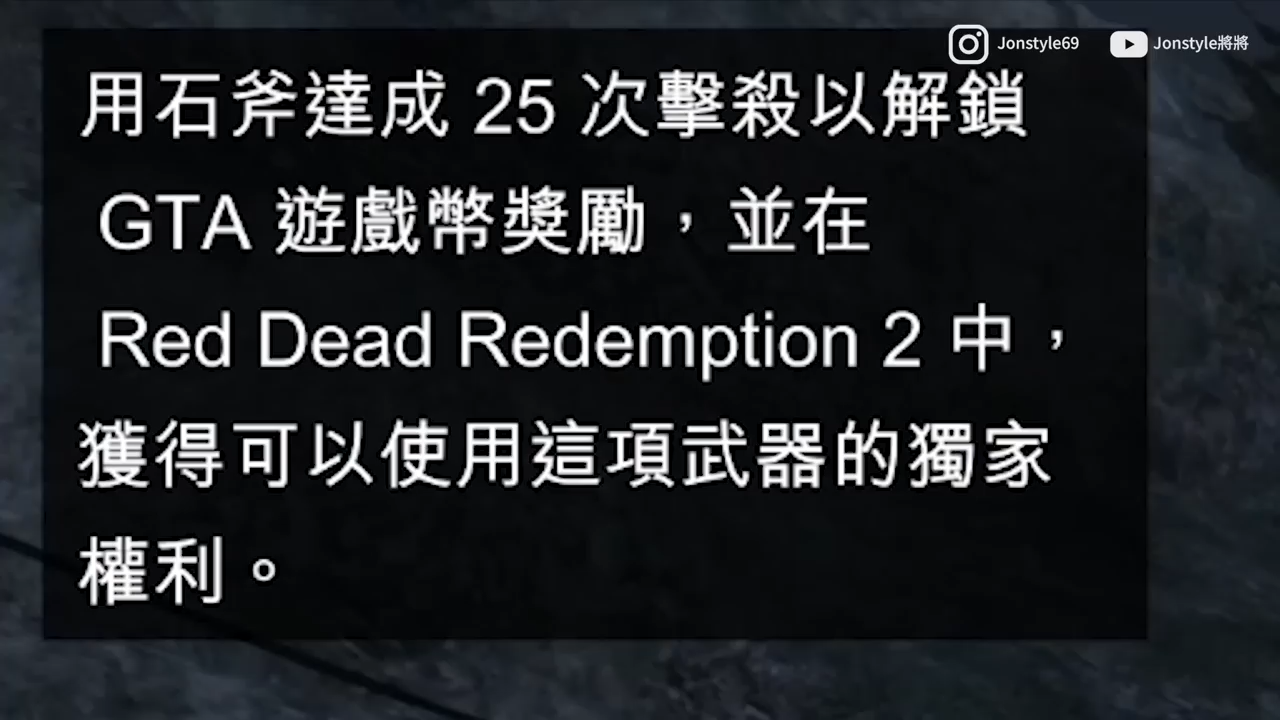 Jonstyle69 Jonstyle將將
用石斧達成 25 次擊殺以解鎖
GTA 遊戲幣獎勵，並在
Red Dead Redemption 2 中，
獲得可以使用這項武器的獨家
權利。